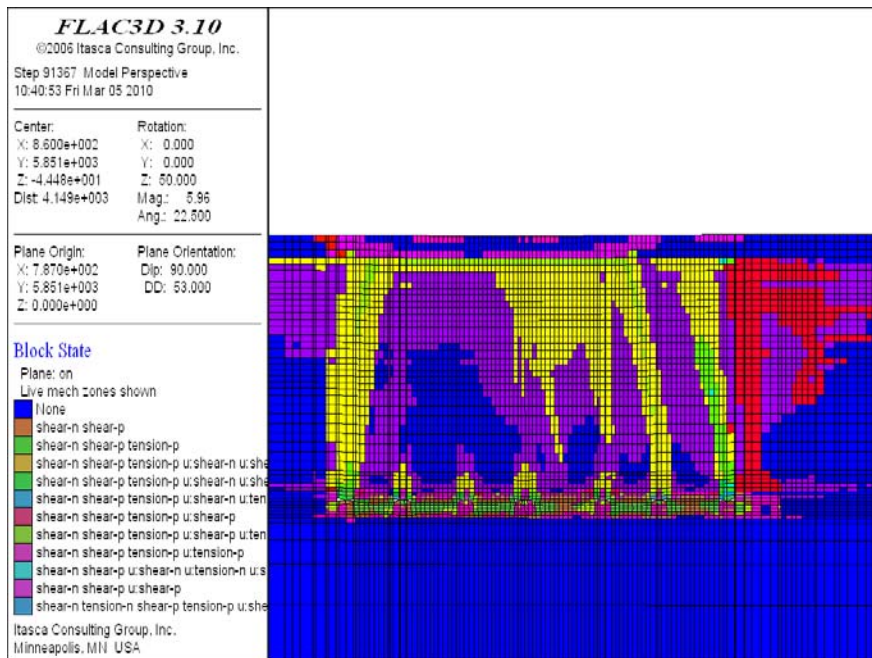 FLAC3D 3.10
©2006 Itasca Consulting Group, Inc.
Step 91367 Model Perspective
10:40:53 Fri Mar 05 2010
Center: Rotation:
X: 8.600e+002 X: 0.000
Y: 5.851e+003 Y: 0.000
Z: -4.448e+001 Z: 50.000
Dist: 4.149e+003 Mag.: 5.96
Ang.: 22.500
Plane Origin: Plane Orientation:
X: 7.870e+002 Dip: 90.000
Y: 5.851e+003 DD: 53.000
Z: 0.000e+000
Block State
Plane: on
Live mech zones shown
None
shear-n shear-p
shear-n shear-p tension-p
shear-n shear-p tension-p u:shear-n u:she
shear-n shear-p tension-p u:shear-n u:she
shear-n shear-p tension-p u:shear-n u:ten
shear-n shear-p tension-p u:shear-p
shear-n shear-p tension-p u:shear-p u:ten
shear-n shear-p tension-p u:tension-p
shear-n shear-p u:shear-n u:tension-n u:s
shear-n shear-p u:shear-p
shear-n tension-n shear-p tension-p u:she
Itasca Consulting Group, Inc.
Minneapolis, MN USA